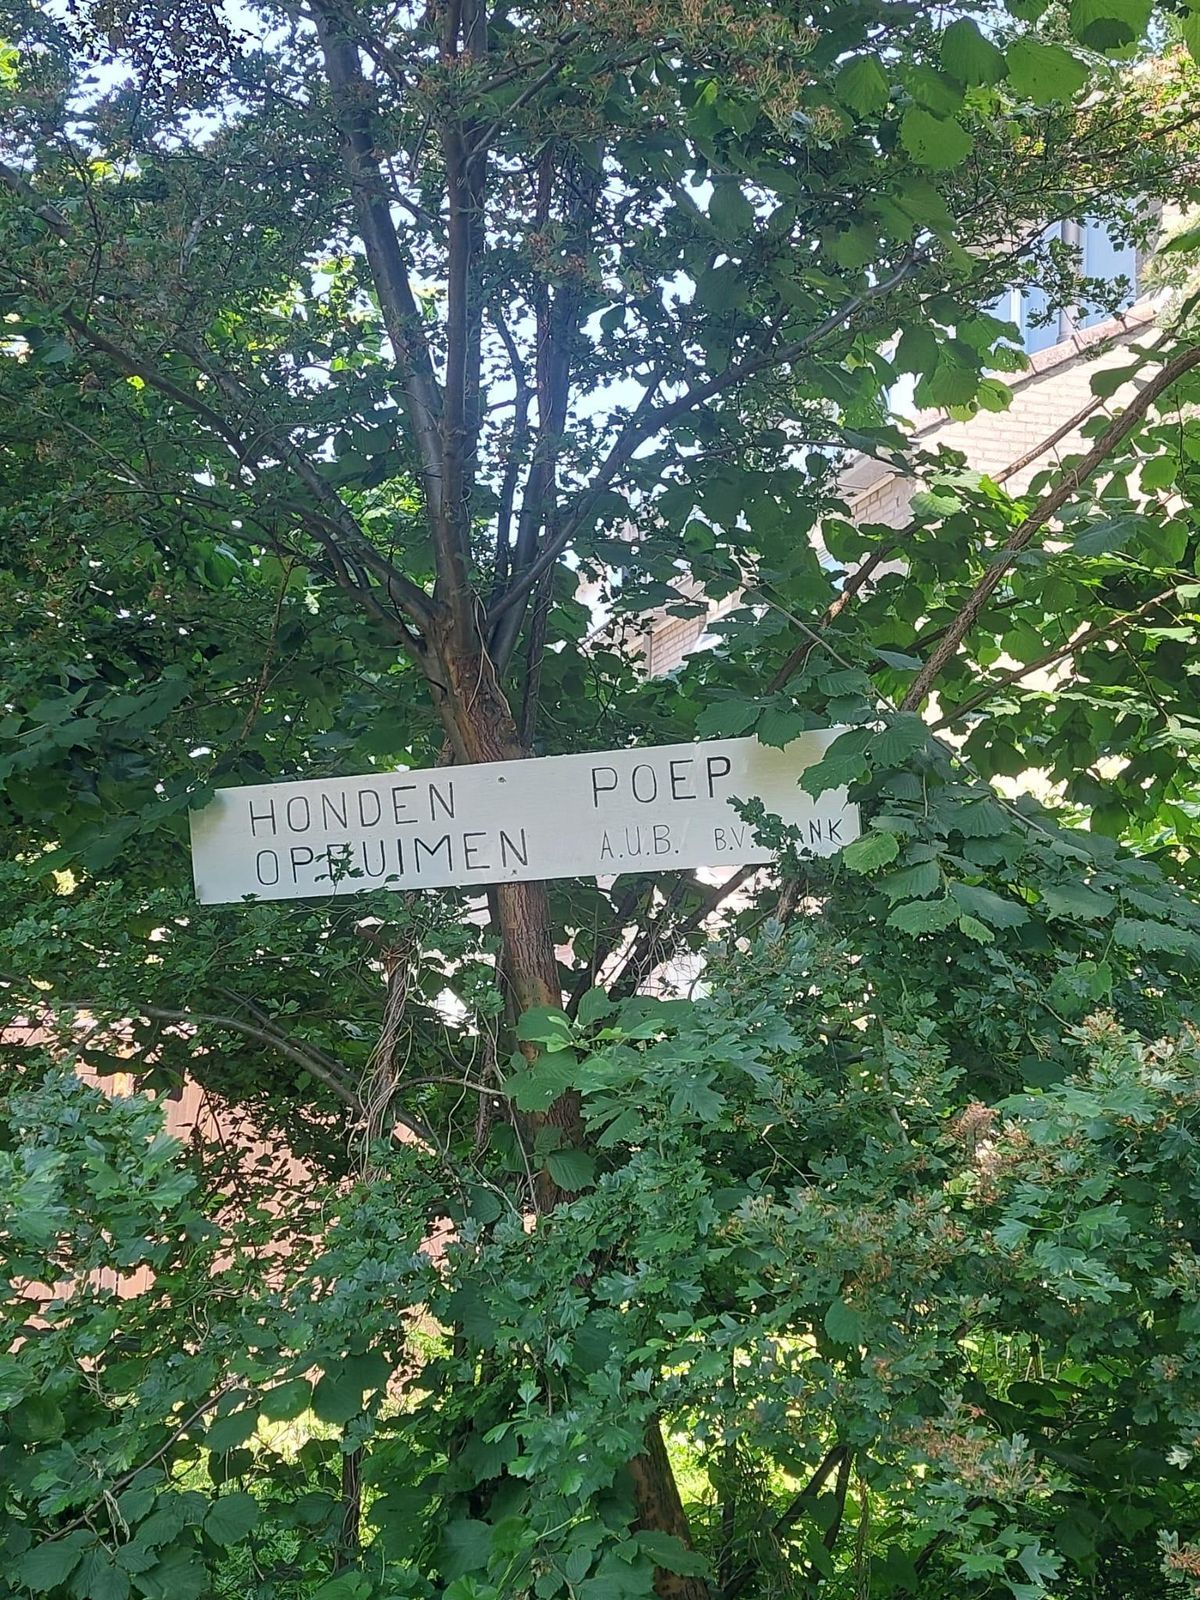 HONDEN POEP
OPRUIMEN A.U.B. B.V.